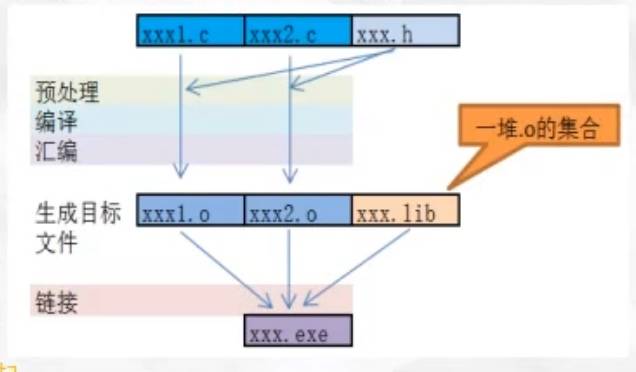 xxx1.c xxx2.c xxx.h
预处理
编译
汇编
一堆.o的集合
生成目标
文件
xxx1.o xxx2.o xxx.lib
链接
xxx.exe